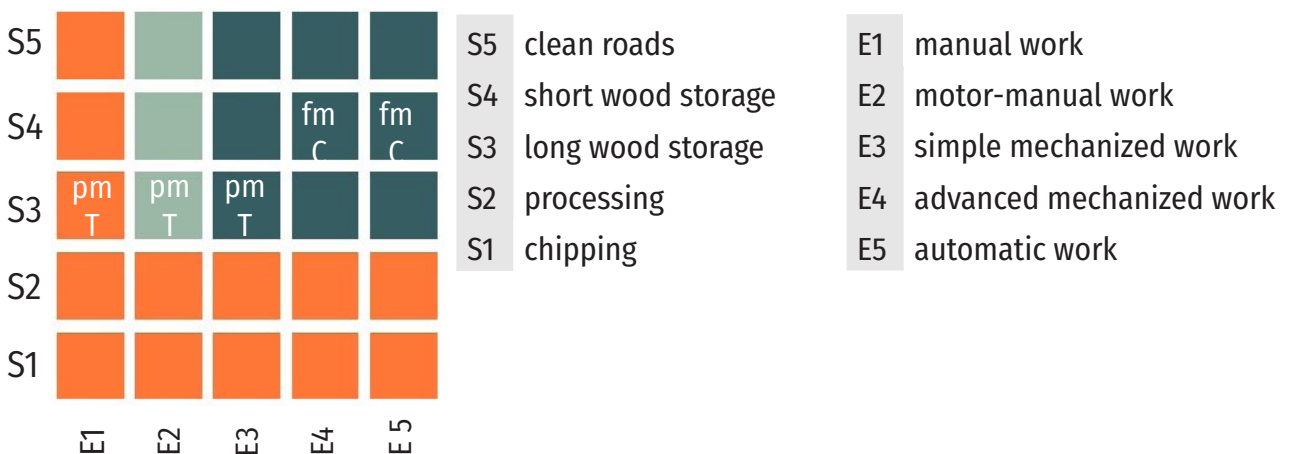 S5
S4 fm fm
C C
S3 pm pm pm
T T T
S2
S1
E1 E2 E3 E4 E 5
S5 clean roads
S4 short wood storage
S3 long wood storage
S2 processing
S1 chipping
E1 manual work
E2 motor-manual work
E3 simple mechanized work
E4 advanced mechanized work
E5 automatic work